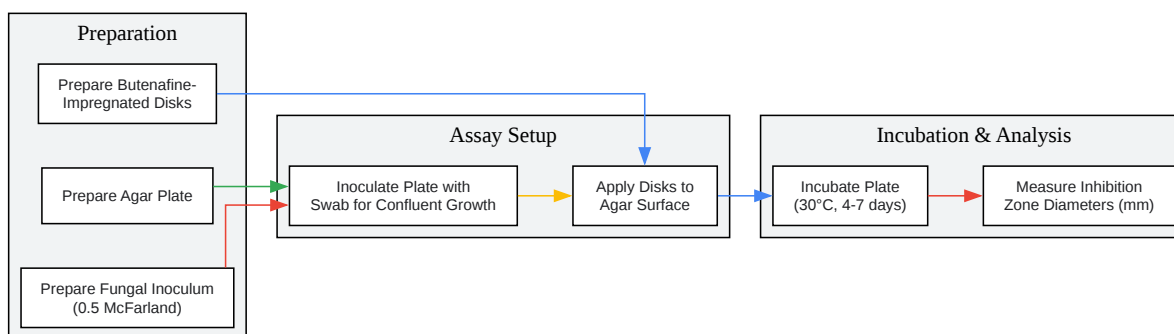 Preparation
Prepare Butenafine-
Impregnated Disks
Prepare Agar Plate
Prepare Fungal Inoculum
(0.5 McFarland)
Assay Setup
Inoculate Plate with
Swab for Confluent Growth
Apply Disks to
Agar Surface
Incubation & Analysis
Incubate Plate
(30°C, 4-7 days)
Measure Inhibition
Zone Diameters (mm)